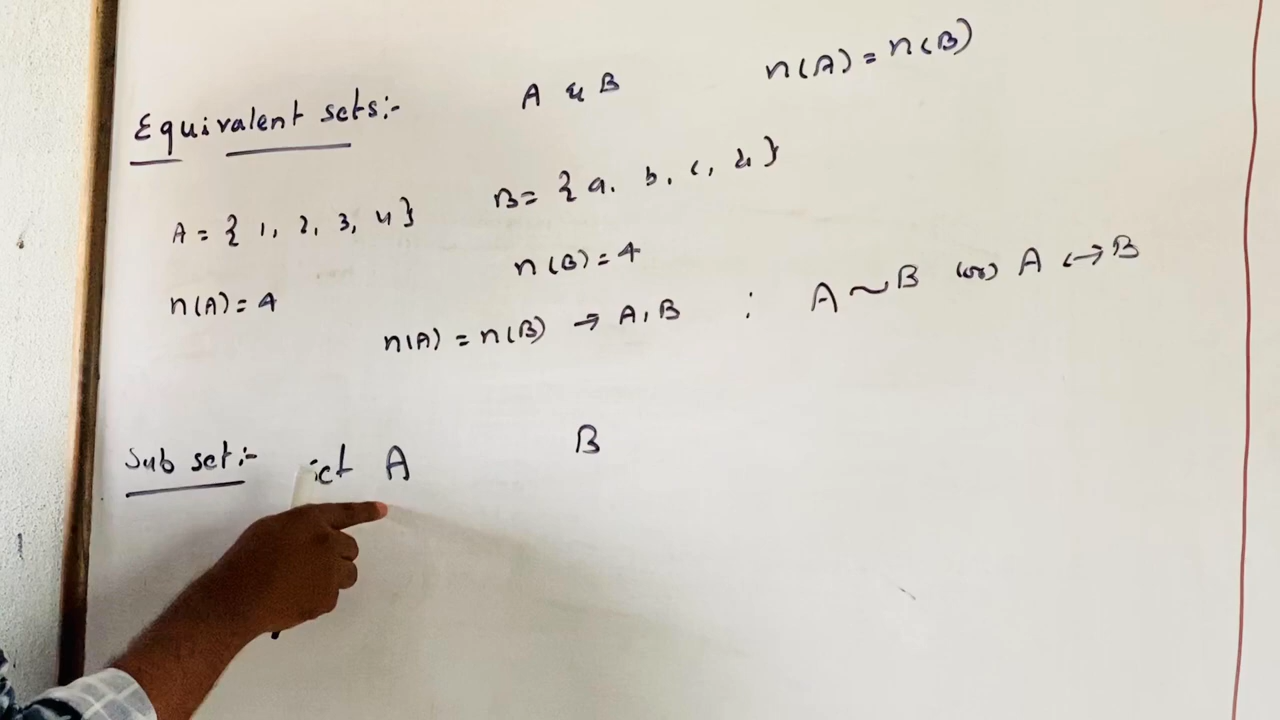 Equivalent sets:- A & B n(A) = n(B)
A = { 1, 2, 3, 4 } B = { a, b, c, d }
n(A) = 4 n(B) = 4
n(A) = n(B) → A, B : A ~ B (or) A ↔ B
Sub set:- A B